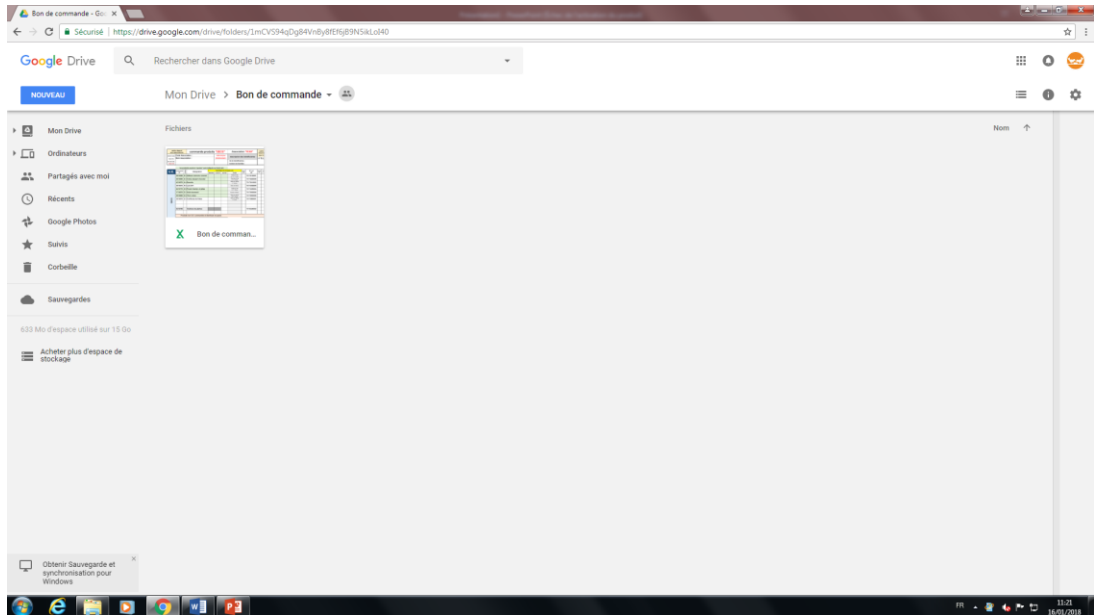 Bon de commande - Goo
Sécurisé | https://drive.google.com/drive/folders/
Google Drive
Rechercher dans Google Drive
NOUVEAU
Mon Drive > Bon de commande
Mon Drive
Ordinateurs
Partagés avec moi
Récents
Google Photos
Suivis
Corbeille
Sauvegardes
633 Mo d'espace utilisé sur 15 Go
Acheter plus d'espace de
stockage
Fichiers
Nom
Bon de comman...
Obtenir Sauvegarde et
synchronisation pour
Windows
FR
11:21
16/01/2018